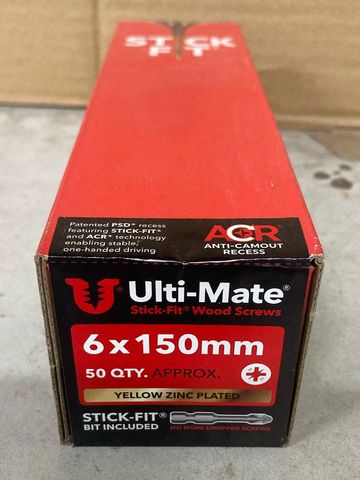 STICK
FIT
Patented PSD® recess
featuring STICK-FIT®
and ACR® technology
enabling stable,
one-handed driving
ACR®
ANTI-CAMOUT
RECESS
Ulti-Mate®
Stick-Fit® Wood Screws
6 x 150mm
50 QTY. APPROX.
YELLOW ZINC PLATED
STICK-FIT®
BIT INCLUDED
NO MORE DROPPED SCREWS